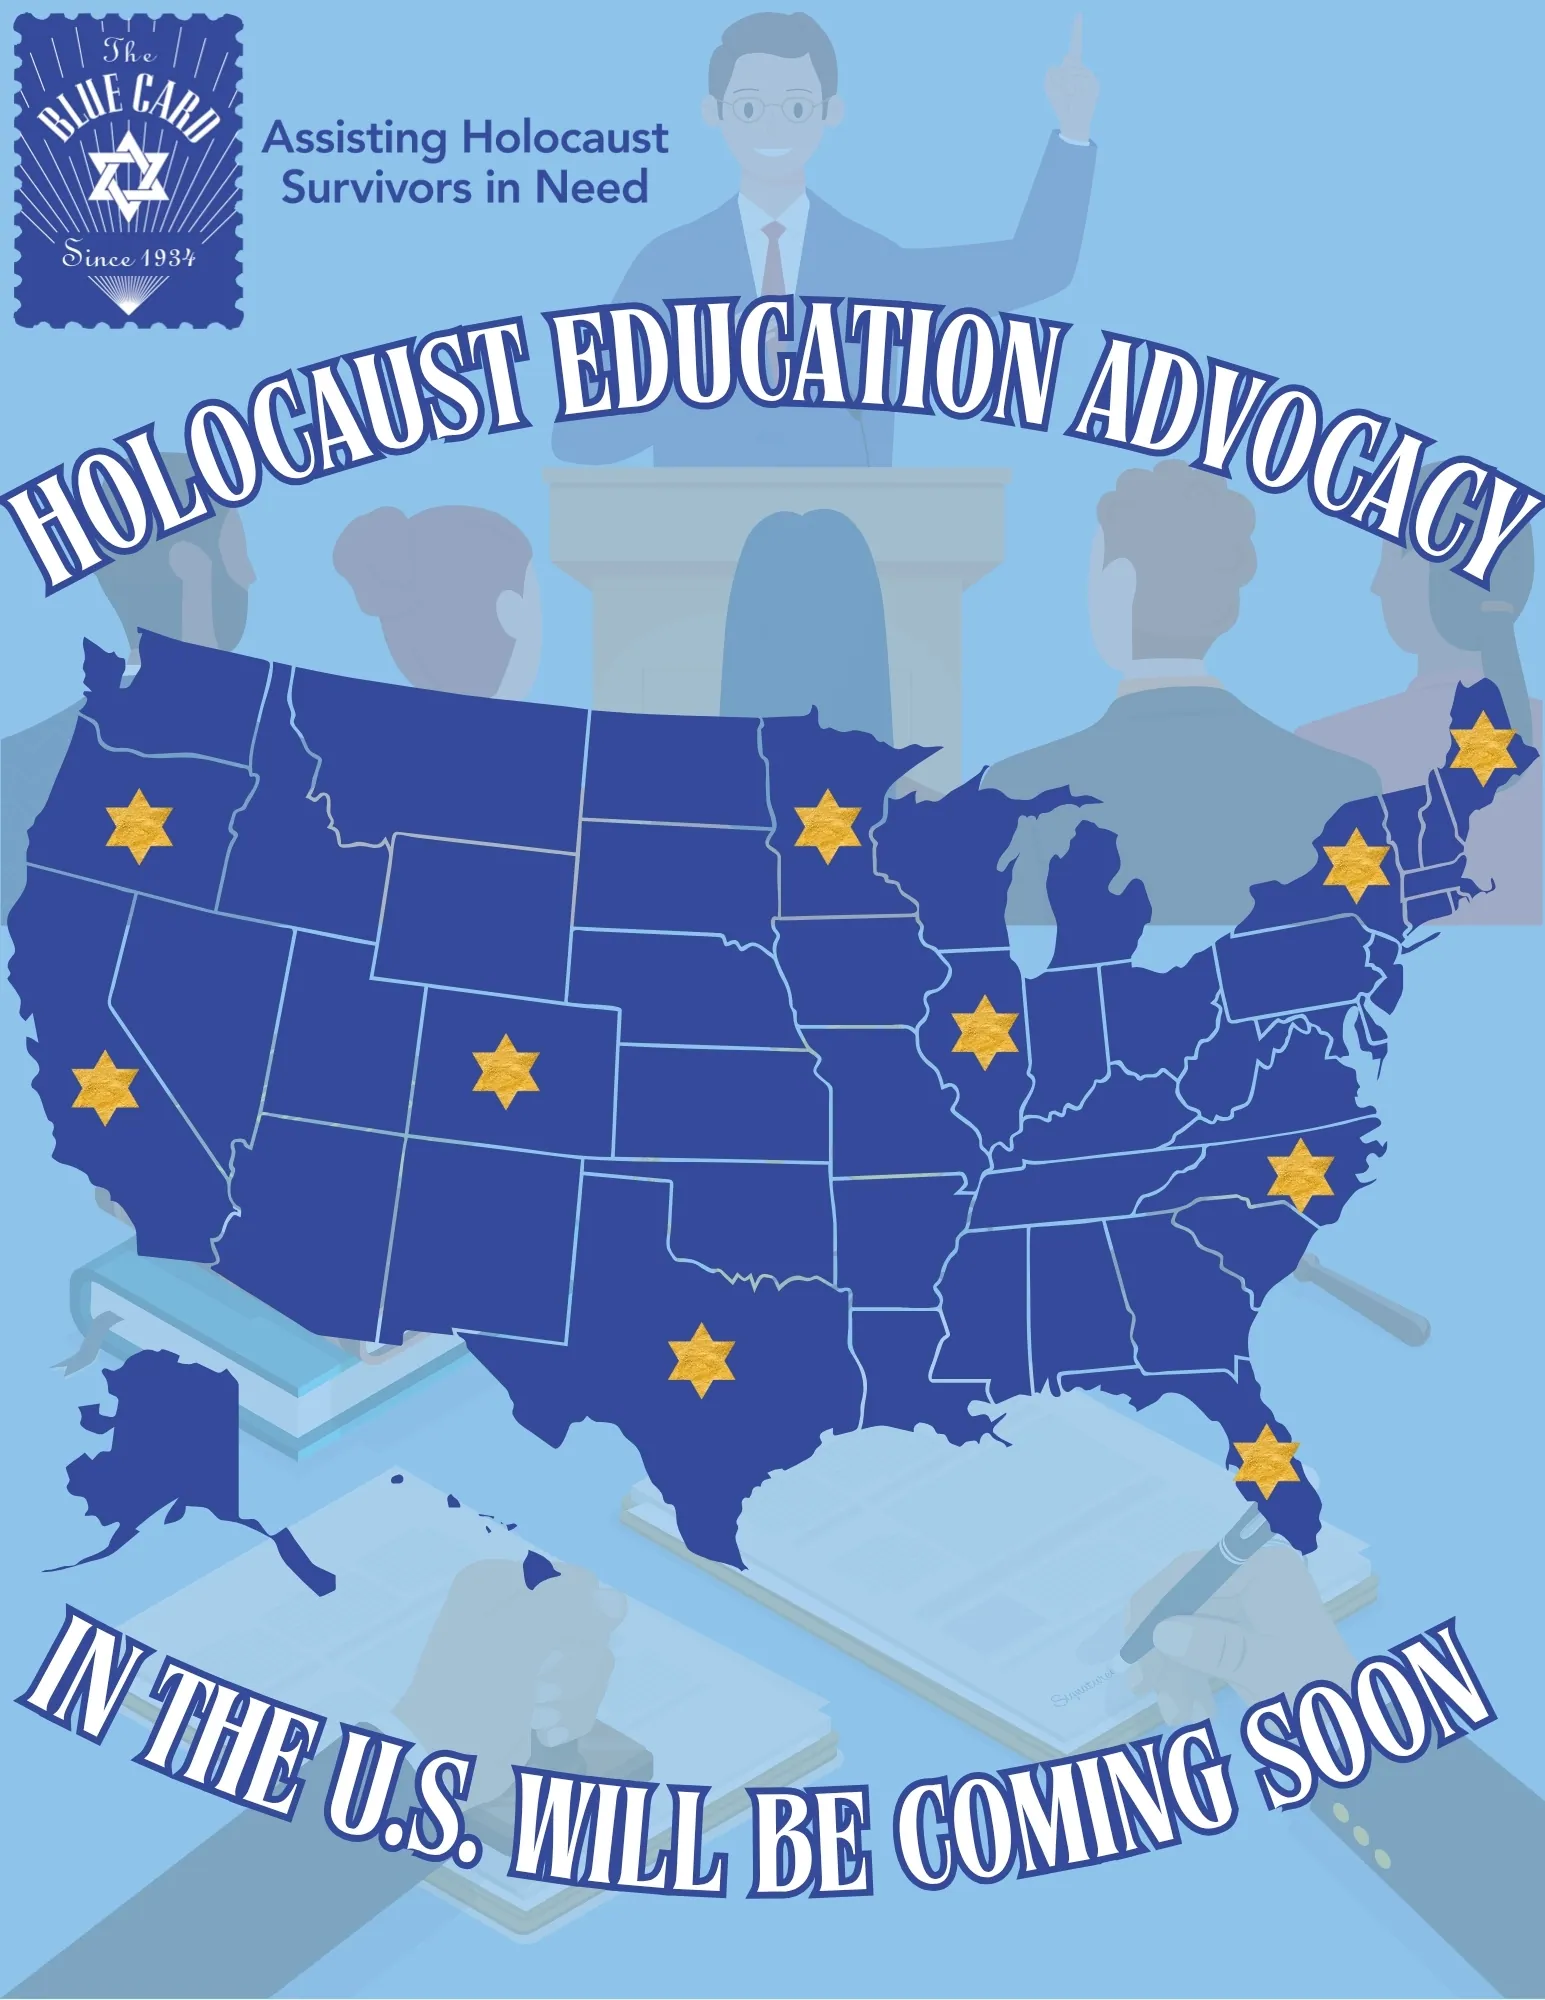 The
BLUE CARD
Since 1934
Assisting Holocaust
Survivors in Need
HOLOCAUST EDUCATION ADVOCACY
Signature
IN THE U.S. WILL BE COMING SOON